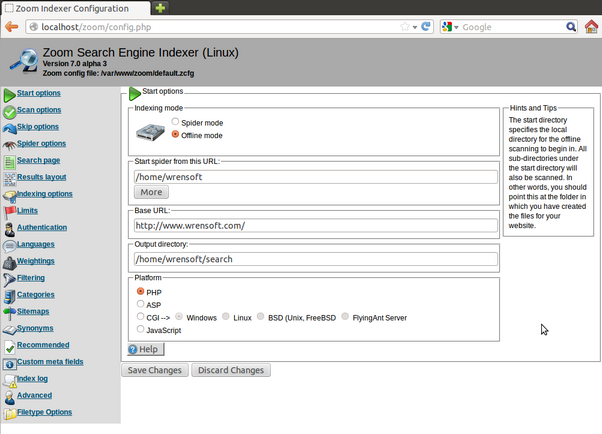 Zoom Indexer Configuration
localhost/zoom/config.php
Google
Zoom Search Engine Indexer (Linux)
Version 7.0 alpha 3
Zoom config file: /var/www/zoom/default.zcfg
Start options
Scan options
Skip options
Spider options
Search page
Results layout
Indexing options
Limits
Authentication
Languages
Weightings
Filtering
Categories
Sitemaps
Synonyms
Recommended
Custom meta fields
Index log
Advanced
Filetype Options
Start options
Indexing mode
Spider mode
Offline mode
Start spider from this URL:
/home/wrensoft
More
Base URL:
http://www.wrensoft.com/
Output directory:
/home/wrensoft/search
Platform
PHP
ASP
CGI --> Windows Linux BSD (Unix, FreeBSD FlyingAnt Server
JavaScript
Help
Save Changes Discard Changes
Hints and Tips
The start directory
specifies the local
directory for the offline
scanning to begin in. All
sub-directories under
the start directory will
also be scanned. In
other words, you should
point this at the folder in
which you have created
the files for your
website.